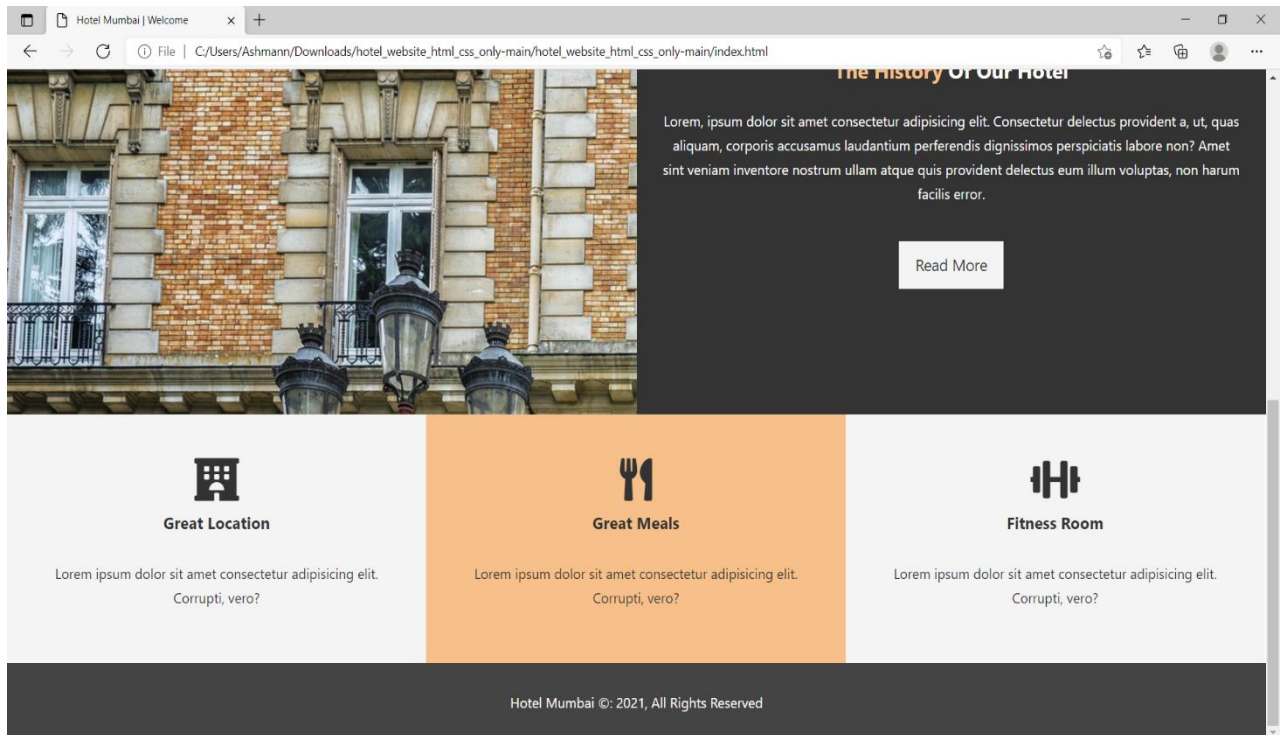 Hotel Mumbai | Welcome
File | C:/Users/Ashmann/Downloads/hotel_website_html_css_only-main/hotel_website_html_css_only-main/index.html
The History Of Our Hotel
Lorem, ipsum dolor sit amet consectetur adipisicing elit. Consectetur delectus provident a, ut, quas
aliquam, corporis accusamus laudantium perferendis dignissimos perspiciatis labore non? Amet
sint veniam inventore nostrum ullam atque quis provident delectus eum illum voluptas, non harum
facilis error.
Read More
Great Location
Lorem ipsum dolor sit amet consectetur adipisicing elit.
Corrupti, vero?
Great Meals
Lorem ipsum dolor sit amet consectetur adipisicing elit.
Corrupti, vero?
Fitness Room
Lorem ipsum dolor sit amet consectetur adipisicing elit.
Corrupti, vero?
Hotel Mumbai ©: 2021, All Rights Reserved